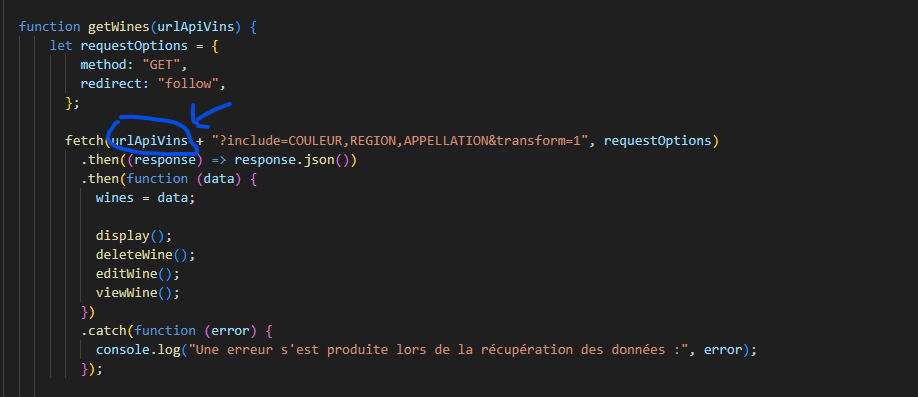 function getWines(urlApiVins) {
let requestOptions = {
method: "GET",
redirect: "follow",
};
fetch(urlApiVins + "?include=COULEUR,REGION,APPELLATION&transform=1", requestOptions)
.then((response) => response.json())
.then(function (data) {
wines = data;
display();
deleteWine();
editWine();
viewWine();
})
.catch(function (error) {
console.log("Une erreur s'est produite lors de la récupération des données :", error);
});